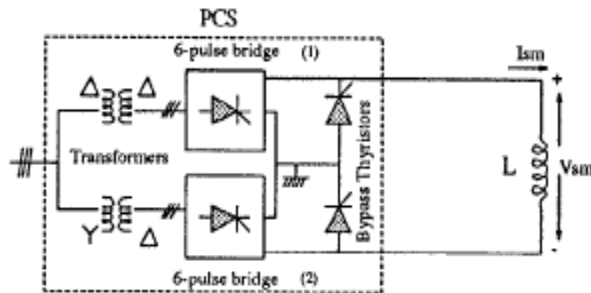 PCS
6-pulse bridge (1)
Ism
+
Δ Δ
Transformers
Bypass Thyristors
L
Vsm
Y Δ
-
6-pulse bridge (2)